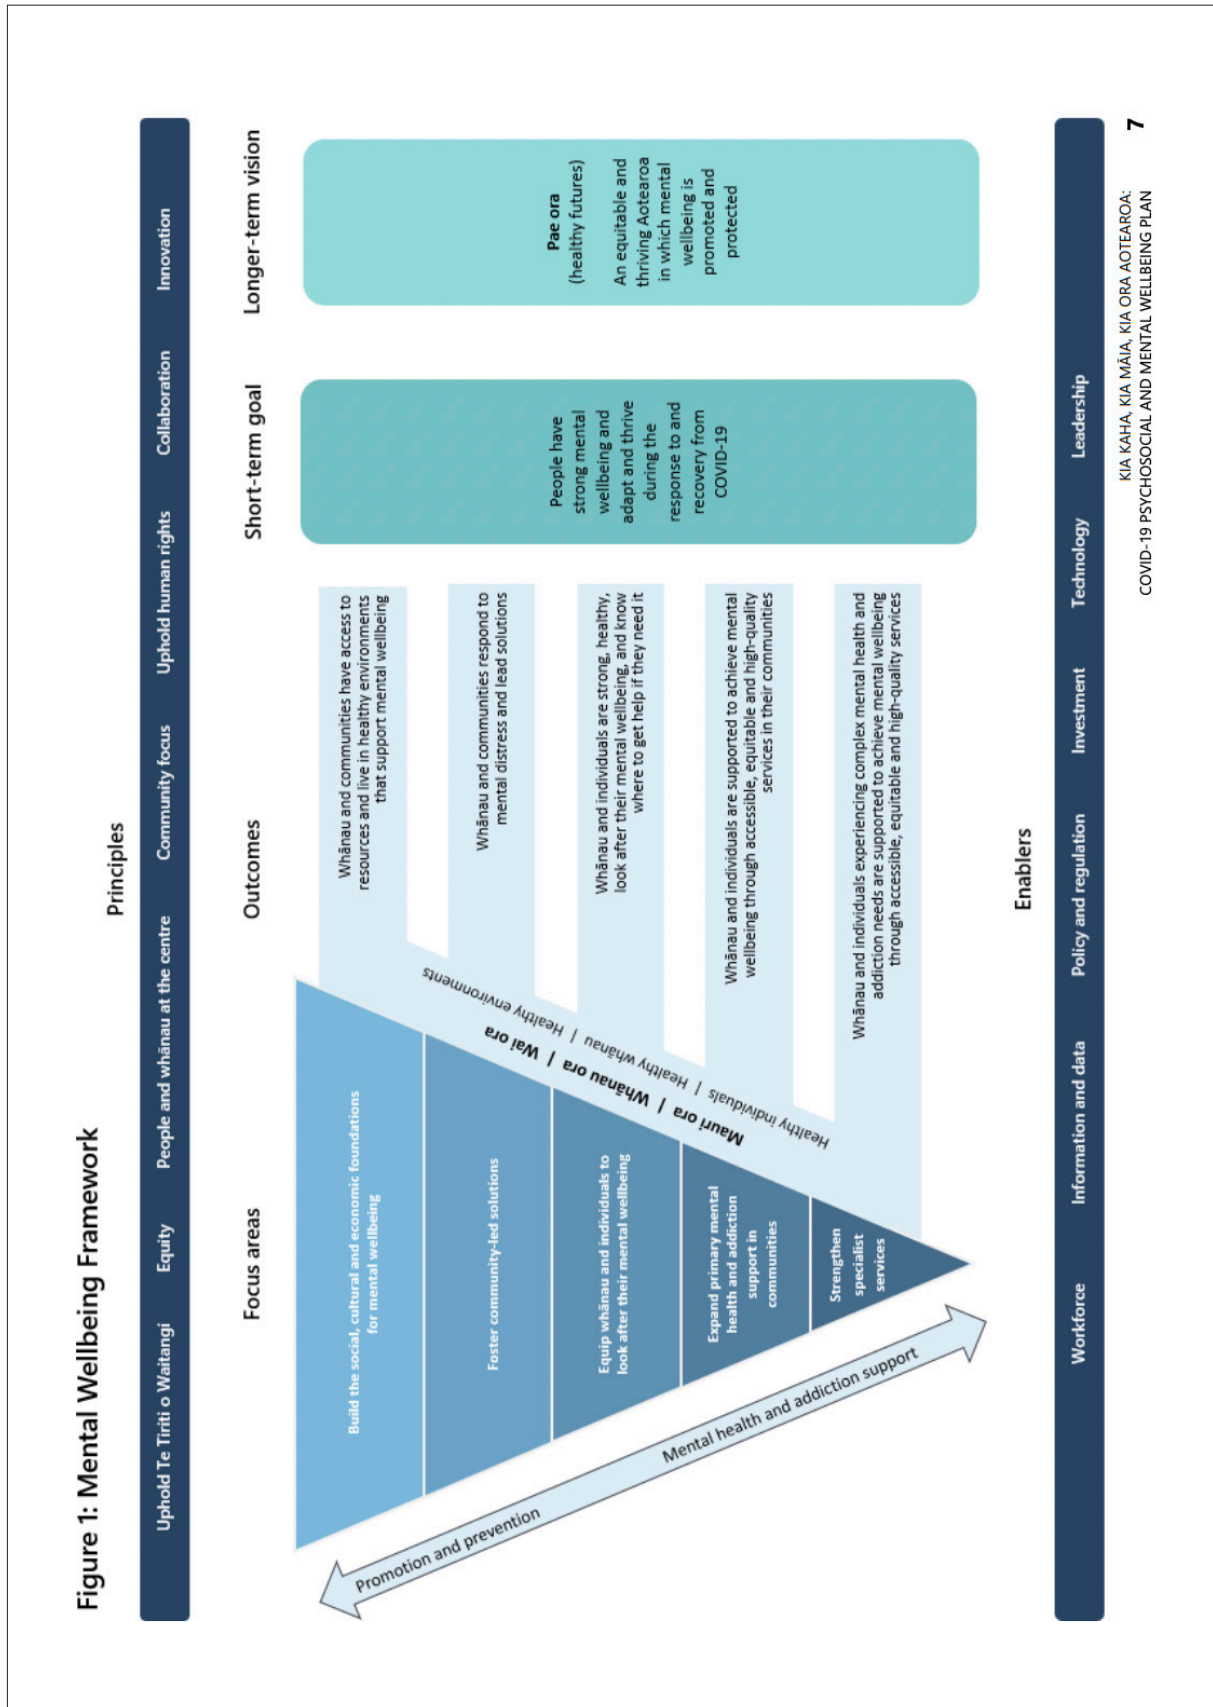 Figure 1: Mental Wellbeing Framework
Principles
Uphold Te Tiriti o Waitangi
Equity
People and whānau at the centre
Community focus
Uphold human rights
Collaboration
Innovation
Focus areas
Outcomes
Short-term goal
Longer-term vision
Build the social, cultural and economic foundations
for mental wellbeing
Foster community-led solutions
Equip whānau and individuals to
look after their mental wellbeing
Expand primary mental
health and addiction
support in
communities
Strengthen
specialist
services
Promotion and prevention
Mental health and addiction support
Mauri ora | Whānau ora | Wai ora
Healthy individuals | Healthy whānau | Healthy environments
Whānau and communities have access to
resources and live in healthy environments
that support mental wellbeing
Whānau and communities respond to
mental distress and lead solutions
Whānau and individuals are strong, healthy,
look after their mental wellbeing, and know
where to get help if they need it
Whānau and individuals are supported to achieve mental
wellbeing through accessible, equitable and high-quality
services in their communities
Whānau and individuals experiencing complex mental health and
addiction needs are supported to achieve mental wellbeing
through accessible, equitable and high-quality services
People have
strong mental
wellbeing and
adapt and thrive
during the
response to and
recovery from
COVID-19
Pae ora
(healthy futures)
An equitable and
thriving Aotearoa
in which mental
wellbeing is
promoted and
protected
Enablers
Workforce
Information and data
Policy and regulation
Investment
Technology
Leadership
KIA KAHA, KIA MĀIA, KIA ORA AOTEAROA:
COVID-19 PSYCHOSOCIAL AND MENTAL WELLBEING PLAN
7